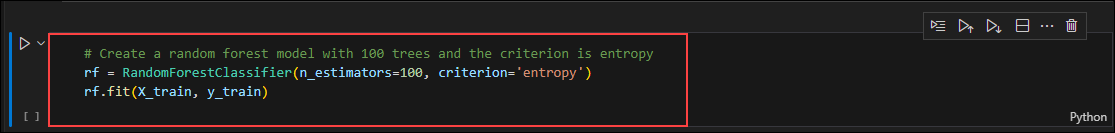 # Create a random forest model with 100 trees and the criterion is entropy
rf = RandomForestClassifier(n_estimators=100, criterion='entropy')
rf.fit(X_train, y_train)
[ ]
Python